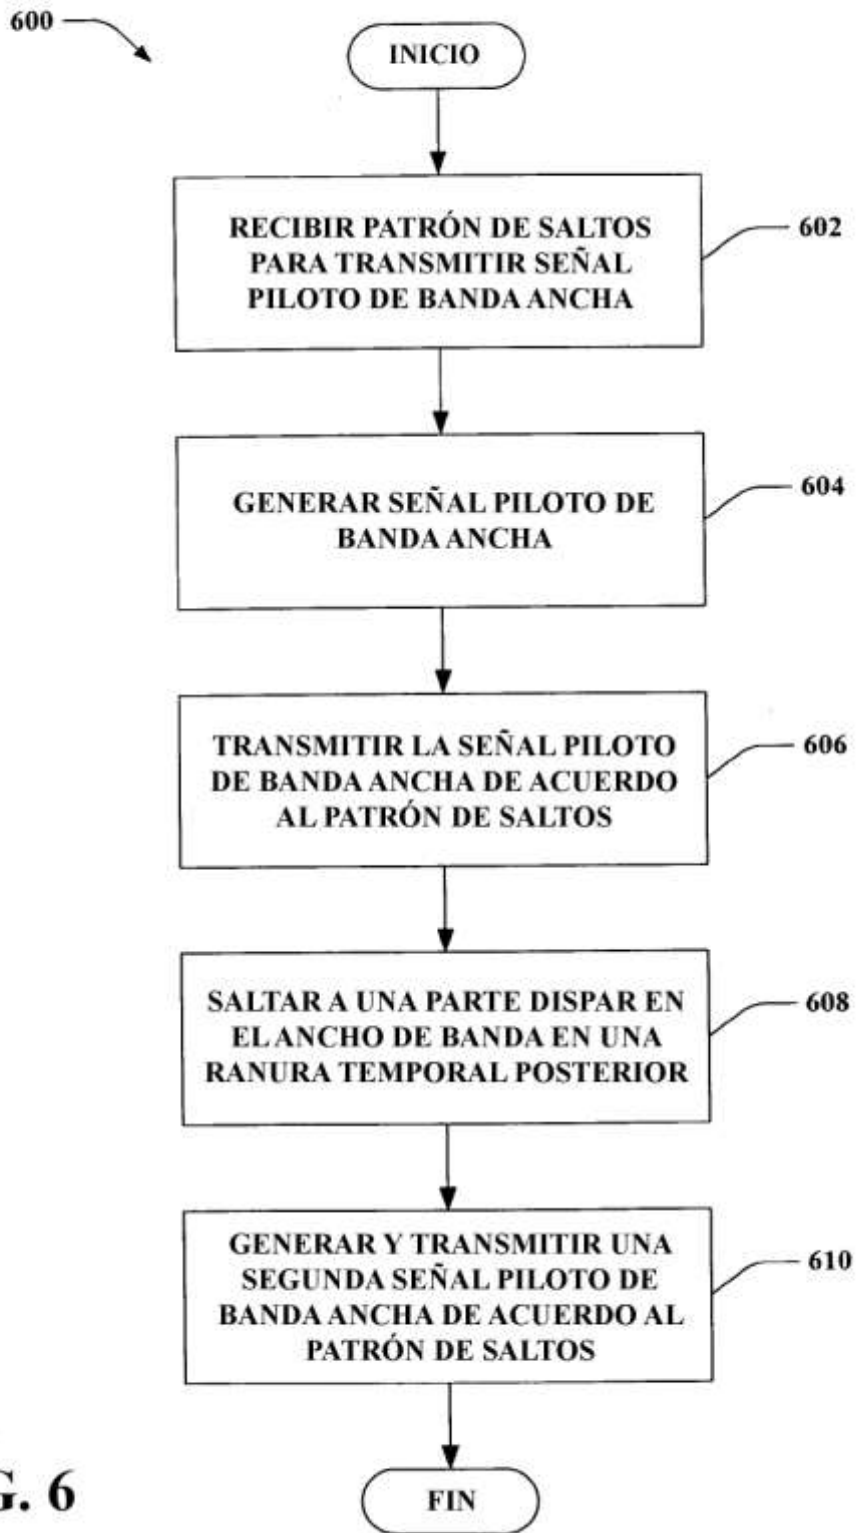 600
INICIO
RECIBIR PATRÓN DE SALTOS
PARA TRANSMITIR SEÑAL
PILOTO DE BANDA ANCHA
602
GENERAR SEÑAL PILOTO DE
BANDA ANCHA
604
TRANSMITIR LA SEÑAL PILOTO
DE BANDA ANCHA DE ACUERDO
AL PATRÓN DE SALTOS
606
SALTAR A UNA PARTE DISPAR EN
EL ANCHO DE BANDA EN UNA
RANURA TEMPORAL POSTERIOR
608
GENERAR Y TRANSMITIR UNA
SEGUNDA SEÑAL PILOTO DE
BANDA ANCHA DE ACUERDO AL
PATRÓN DE SALTOS
610
FIN
G. 6